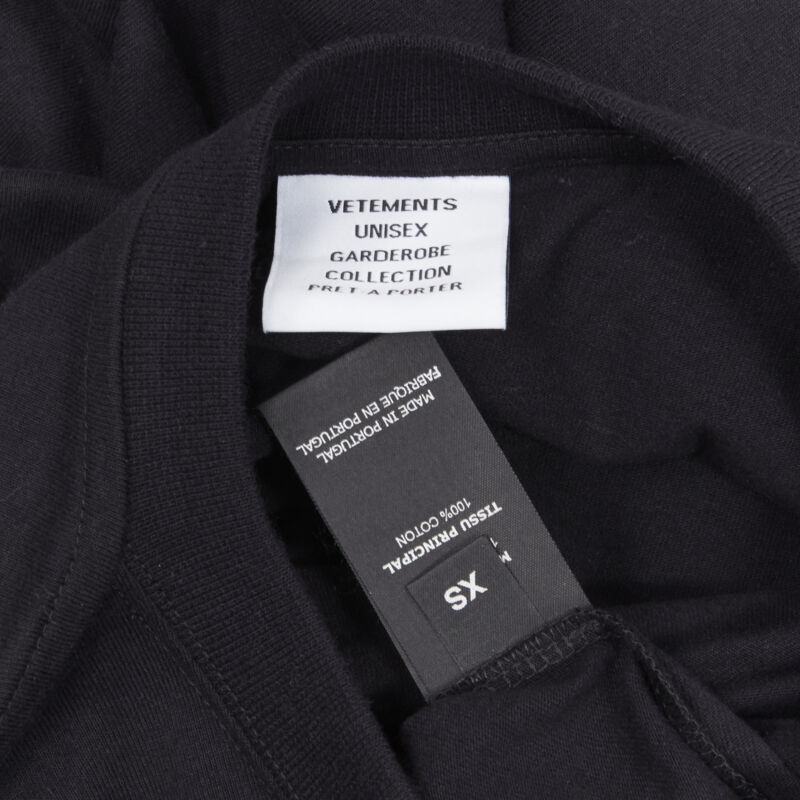 VETEMENTS
UNISEX
GARDEROBE
COLLECTION
PRET-A-PORTER
MADE IN PORTUGAL
FABRIQUE EN PORTUGAL
TISSU PRINCIPAL
100% COTON
XS